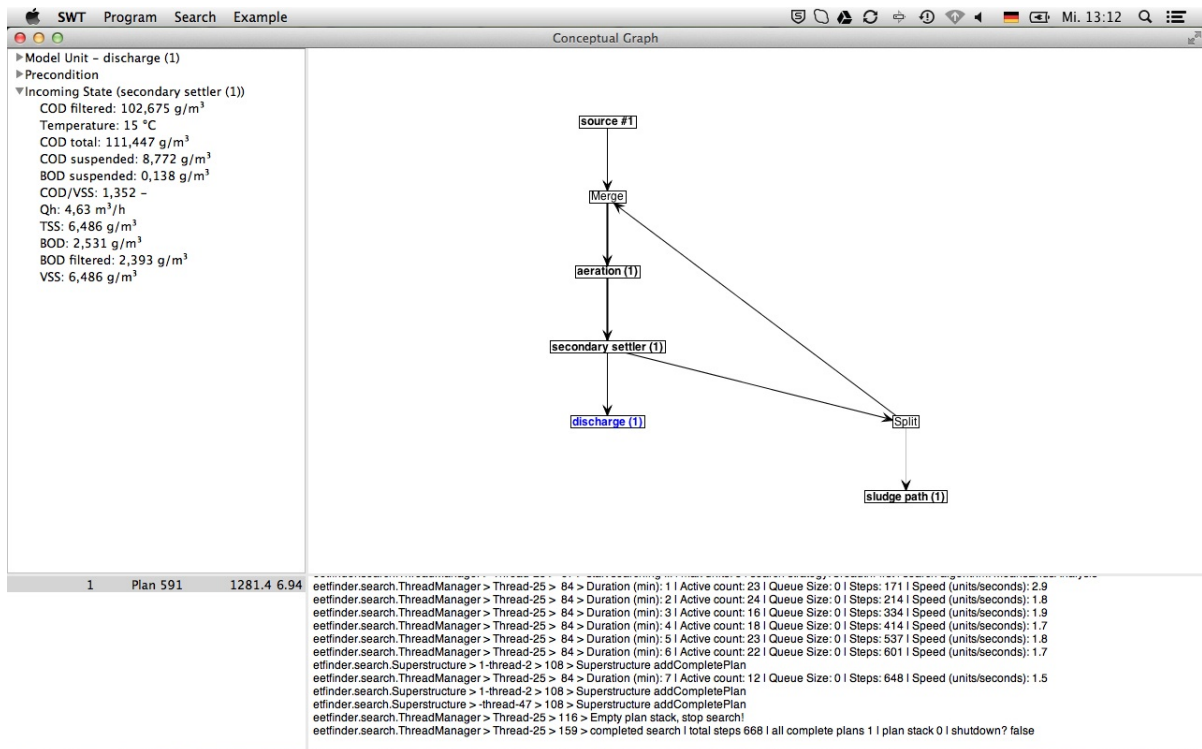 SWT Program Search Example Mi. 13:12
Conceptual Graph
Model Unit – discharge (1)
Precondition
Incoming State (secondary settler (1))
COD filtered: 102,675 g/m³
Temperature: 15 °C
COD total: 111,447 g/m³
COD suspended: 8,772 g/m³
BOD suspended: 0,138 g/m³
COD/VSS: 1,352 –
Qh: 4,63 m³/h
TSS: 6,486 g/m³
BOD: 2,531 g/m³
BOD filtered: 2,393 g/m³
VSS: 6,486 g/m³
source #1
Merge
aeration (1)
secondary settler (1)
discharge (1)
Split
sludge path (1)
1 Plan 591 1281.4 6.94
eetfinder.search.ThreadManager > Thread-25 > 84 > Duration (min): 1 | Active count: 23 | Queue Size: 0 | Steps: 171 | Speed (units/seconds): 2.9
eetfinder.search.ThreadManager > Thread-25 > 84 > Duration (min): 2 | Active count: 24 | Queue Size: 0 | Steps: 214 | Speed (units/seconds): 1.8
eetfinder.search.ThreadManager > Thread-25 > 84 > Duration (min): 3 | Active count: 16 | Queue Size: 0 | Steps: 334 | Speed (units/seconds): 1.9
eetfinder.search.ThreadManager > Thread-25 > 84 > Duration (min): 4 | Active count: 18 | Queue Size: 0 | Steps: 414 | Speed (units/seconds): 1.7
eetfinder.search.ThreadManager > Thread-25 > 84 > Duration (min): 5 | Active count: 23 | Queue Size: 0 | Steps: 537 | Speed (units/seconds): 1.8
eetfinder.search.ThreadManager > Thread-25 > 84 > Duration (min): 6 | Active count: 22 | Queue Size: 0 | Steps: 601 | Speed (units/seconds): 1.7
etfinder.search.Superstructure > 1-thread-2 > 108 > Superstructure addCompletePlan
eetfinder.search.ThreadManager > Thread-25 > 84 > Duration (min): 7 | Active count: 12 | Queue Size: 0 | Steps: 648 | Speed (units/seconds): 1.5
etfinder.search.Superstructure > 1-thread-2 > 108 > Superstructure addCompletePlan
etfinder.search.Superstructure > -thread-47 > 108 > Superstructure addCompletePlan
eetfinder.search.ThreadManager > Thread-25 > 116 > Empty plan stack, stop search!
eetfinder.search.ThreadManager > Thread-25 > 159 > completed search | total steps 668 | all complete plans 1 | plan stack 0 | shutdown? false